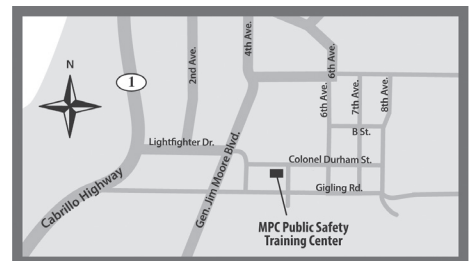 N
1
2nd Ave.
4th Ave.
6th Ave.
6th Ave.
7th Ave.
8th Ave.
B St.
Lightfighter Dr.
Colonel Durham St.
Gigling Rd.
Gen. Jim Moore Blvd.
Cabrillo Highway
MPC Public Safety
Training Center